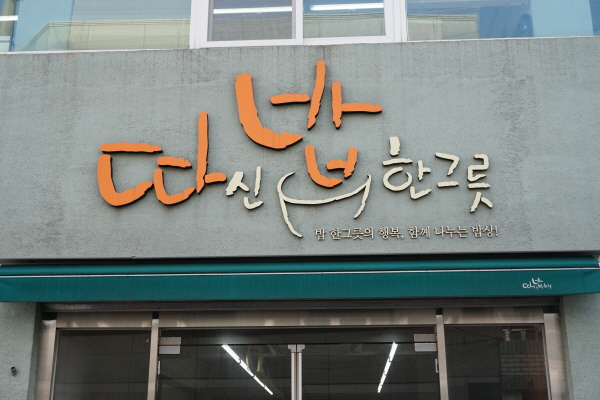 따신 밥 한그릇
밥 한그릇의 행복, 함께 나누는 밥상!